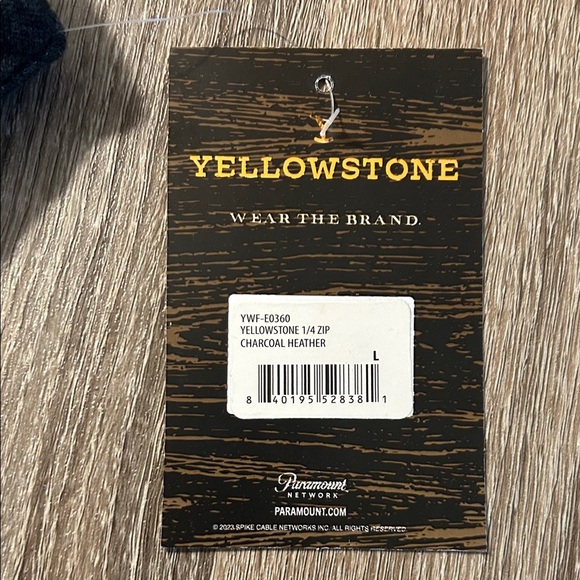 YELLOWSTONE
WEAR THE BRAND.
YWF-E0360
YELLOWSTONE 1/4 ZIP
CHARCOAL HEATHER
L
8 40195 52838 1
Paramount
NETWORK
PARAMOUNT.COM
© 2023 SPIKE CABLE NETWORKS INC. ALL RIGHTS RESERVED.